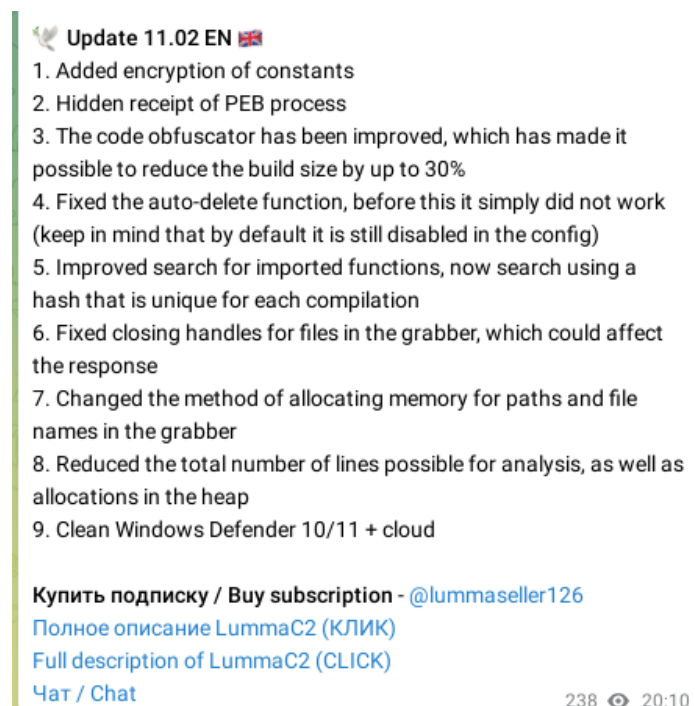 🕊 Update 11.02 EN 🇬🇧
1. Added encryption of constants
2. Hidden receipt of PEB process
3. The code obfuscator has been improved, which has made it
possible to reduce the build size by up to 30%
4. Fixed the auto-delete function, before this it simply did not work
(keep in mind that by default it is still disabled in the config)
5. Improved search for imported functions, now search using a
hash that is unique for each compilation
6. Fixed closing handles for files in the grabber, which could affect
the response
7. Changed the method of allocating memory for paths and file
names in the grabber
8. Reduced the total number of lines possible for analysis, as well as
allocations in the heap
9. Clean Windows Defender 10/11 + cloud
Купить подписку / Buy subscription - @lummaseller126
Полное описание LummaC2 (КЛИК)
Full description of LummaC2 (CLICK)
Чат / Chat
238 20:10